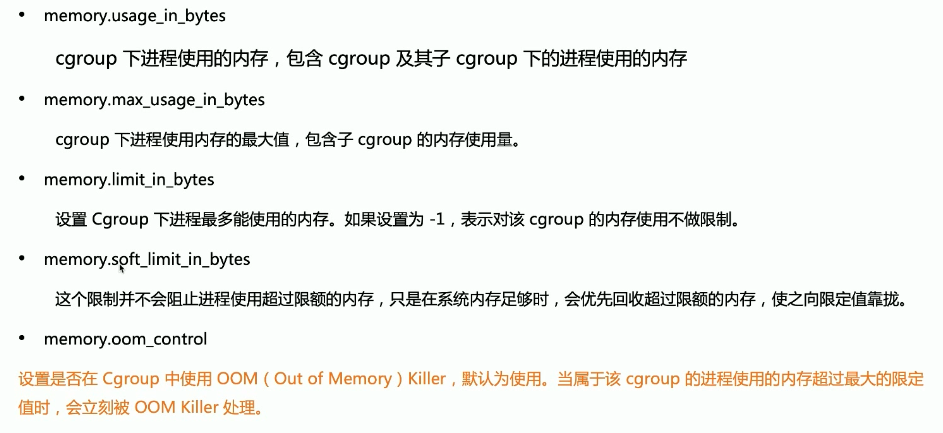 • memory.usage_in_bytes
cgroup 下进程使用的内存，包含 cgroup 及其子 cgroup 下的进程使用的内存
• memory.max_usage_in_bytes
cgroup 下进程使用内存的最大值，包含子 cgroup 的内存使用量。
• memory.limit_in_bytes
设置 Cgroup 下进程最多能使用的内存。如果设置为 -1，表示对该 cgroup 的内存使用不做限制。
• memory.soft_limit_in_bytes
这个限制并不会阻止进程使用超过限额的内存，只是在系统内存足够时，会优先回收超过限额的内存，使之向限定值靠拢。
• memory.oom_control
设置是否在 Cgroup 中使用 OOM（Out of Memory）Killer，默认为使用。当属于该 cgroup 的进程使用的内存超过最大的限定
值时，会立刻被 OOM Killer 处理。